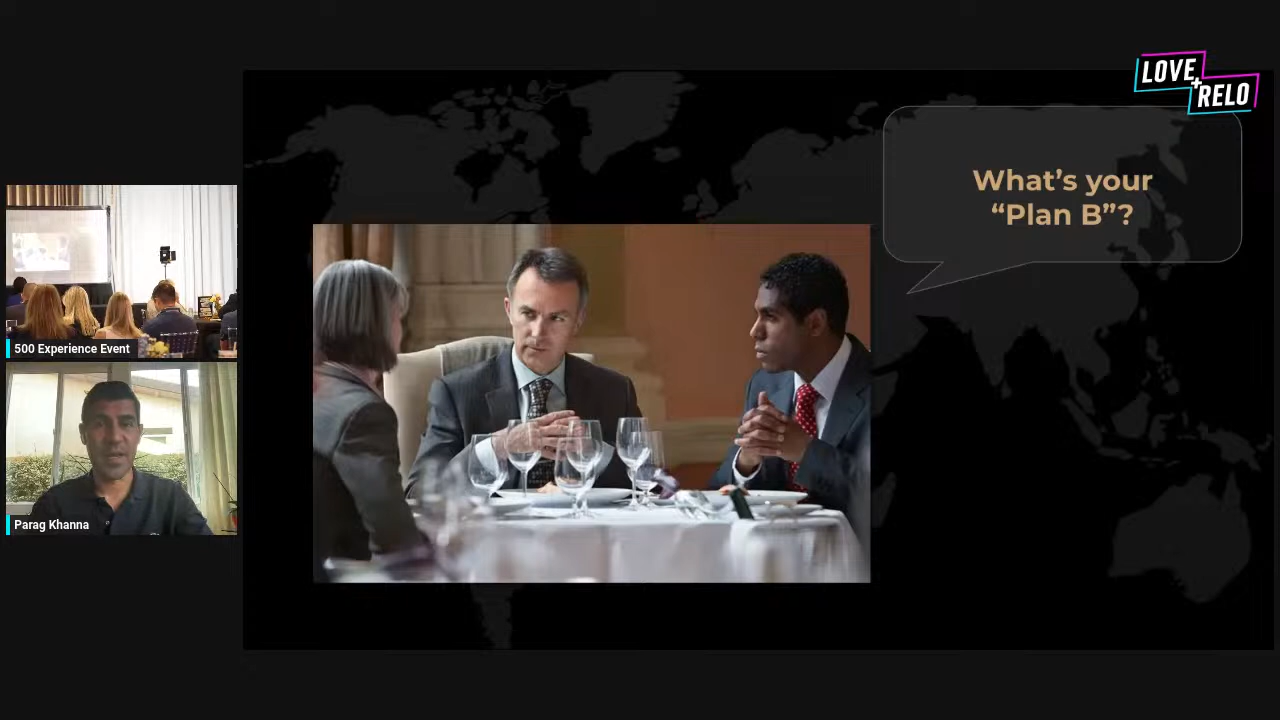 LOVE
+
RELO
What's your
“Plan B”?
500 Experience Event
Parag Khanna